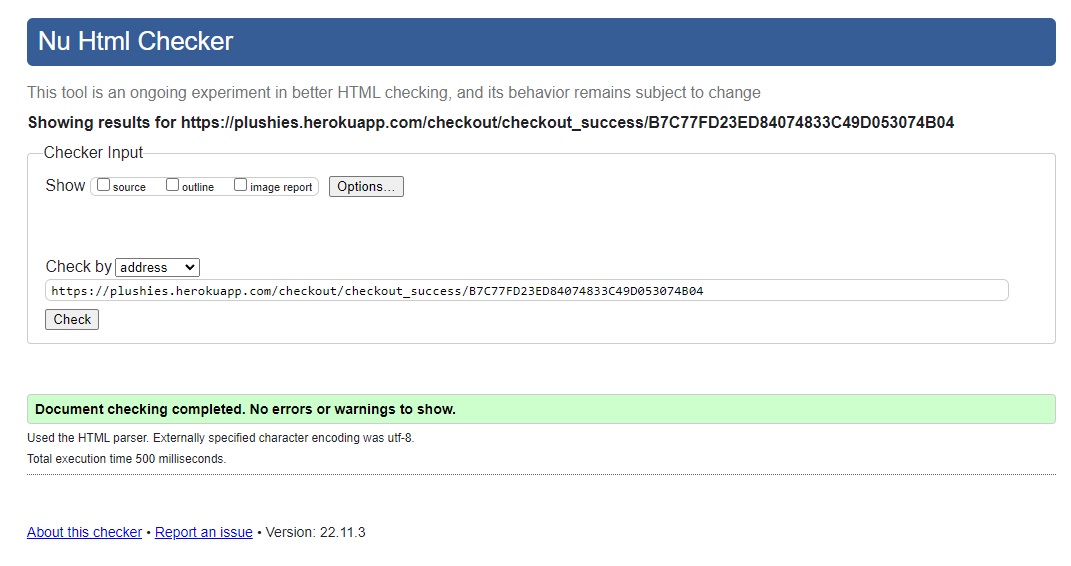 Nu Html Checker
This tool is an ongoing experiment in better HTML checking, and its behavior remains subject to change
Showing results for https://plushies.herokuapp.com/checkout/checkout_success/B7C77FD23ED84074833C49D053074B04
Checker Input
Show source outline image report Options...
Check by address
https://plushies.herokuapp.com/checkout/checkout_success/B7C77FD23ED84074833C49D053074B04
Check
Document checking completed. No errors or warnings to show.
Used the HTML parser. Externally specified character encoding was utf-8.
Total execution time 500 milliseconds.
About this checker • Report an issue • Version: 22.11.3